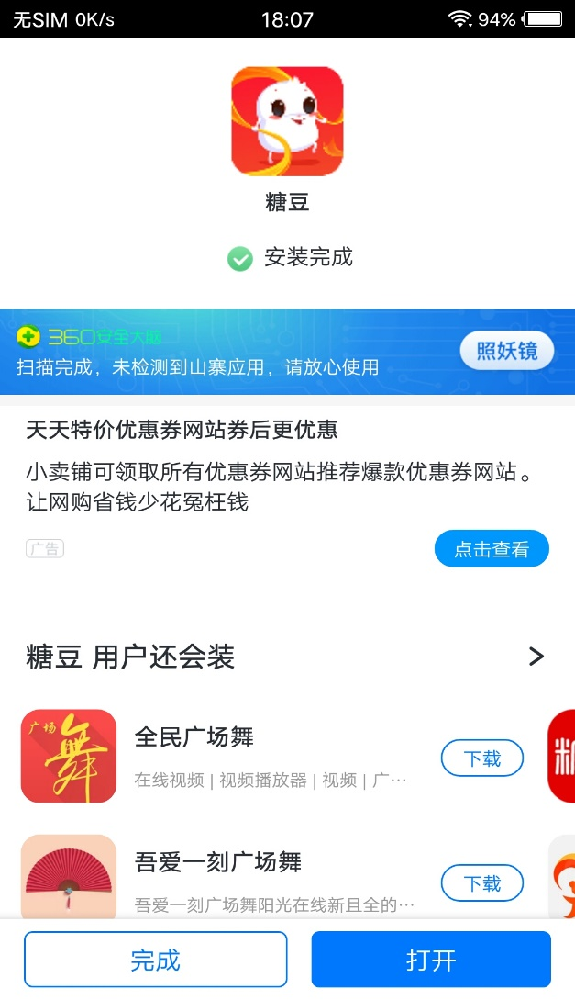 无SIM 0K/s 18:07 94%
糖豆
安装完成
360安全大脑
扫描完成，未检测到山寨应用，请放心使用
照妖镜
天天特价优惠券网站券后更优惠
小卖铺可领取所有优惠券网站推荐爆款优惠券网站。
让网购省钱少花冤枉钱
广告
点击查看
糖豆 用户还会装
广场
舞
全民广场舞
在线视频 | 视频播放器 | 视频 | 广…
下载
吾爱一刻广场舞
吾爱一刻广场舞阳光在线新且全的…
下载
完成
打开